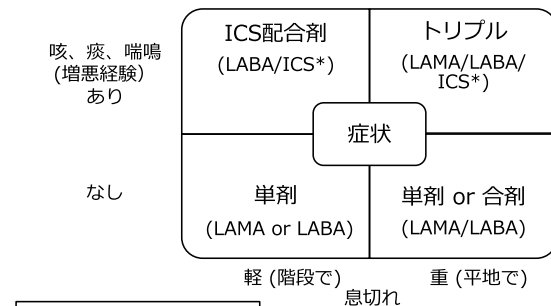 咳、痰、喘鳴
(増悪経験)
あり
ICS配合剤
(LABA/ICS*)
トリプル
(LAMA/LABA/
ICS*)
症状
なし
単剤
(LAMA or LABA)
単剤 or 合剤
(LAMA/LABA)
軽 (階段で)
重 (平地で)
息切れ